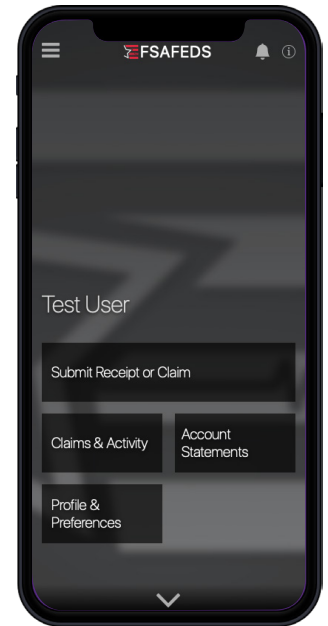 FSAFEDS
Test User
Submit Receipt or Claim
Claims & Activity
Account
Statements
Profile &
Preferences